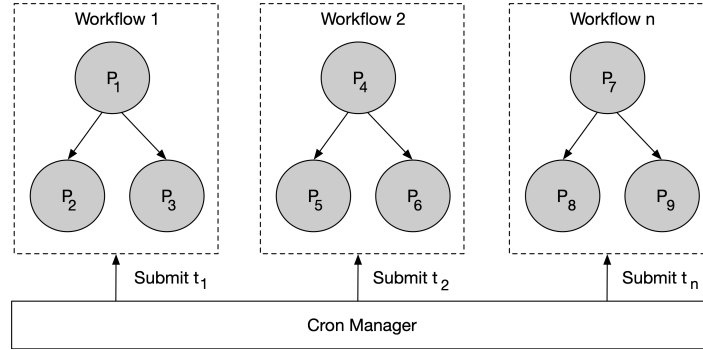 Workflow 1
Workflow 2
Workflow n
P1
P4
P7
P2
P3
P5
P6
P8
P9
Submit t1
Submit t2
Submit tn
Cron Manager